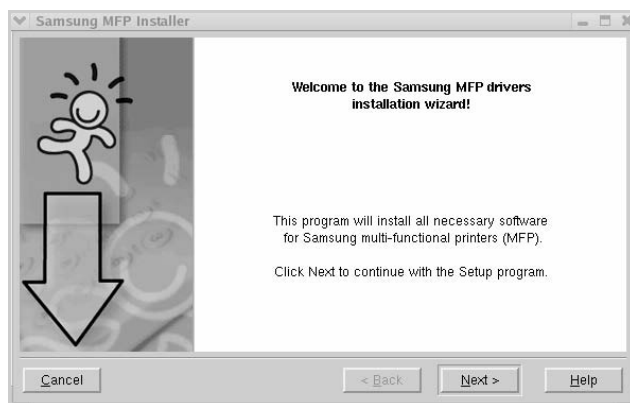 Samsung MFP Installer
Welcome to the Samsung MFP drivers
installation wizard!
This program will install all necessary software
for Samsung multi-functional printers (MFP).
Click Next to continue with the Setup program.
Cancel
< Back
Next >
Help